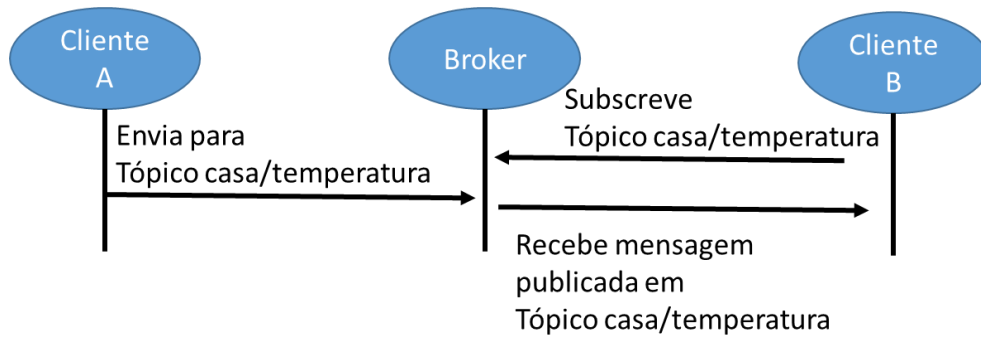 Cliente
A
Broker
Cliente
B
Envia para
Tópico casa/temperatura
Subscreve
Tópico casa/temperatura
Recebe mensagem
publicada em
Tópico casa/temperatura